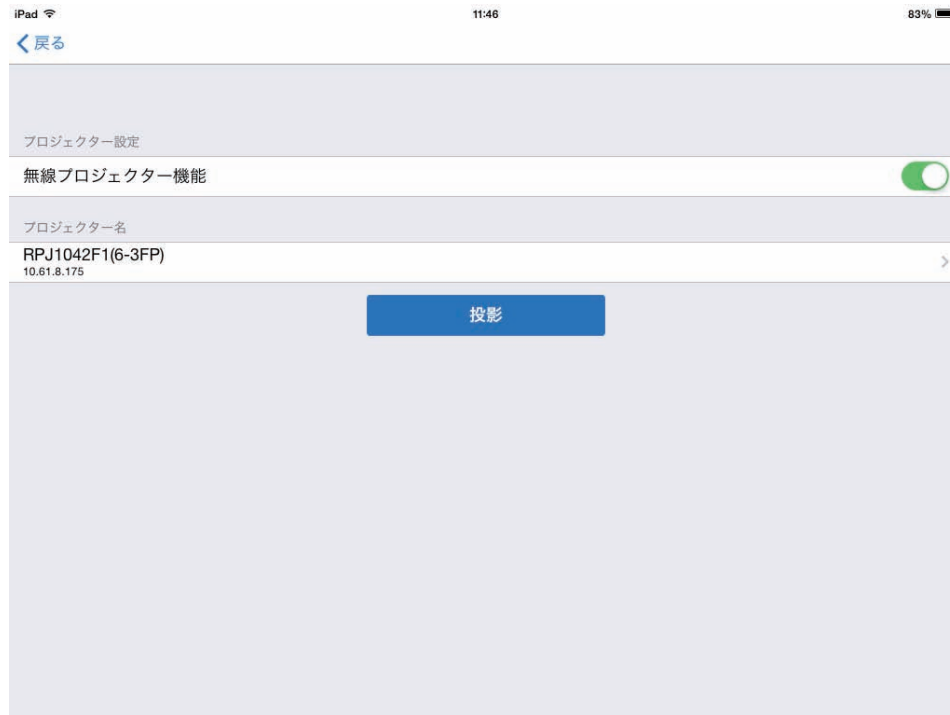 iPad
11:46
83%
戻る
プロジェクター設定
無線プロジェクター機能
プロジェクター名
RPJ1042F1(6-3FP)
10.61.8.175
投影